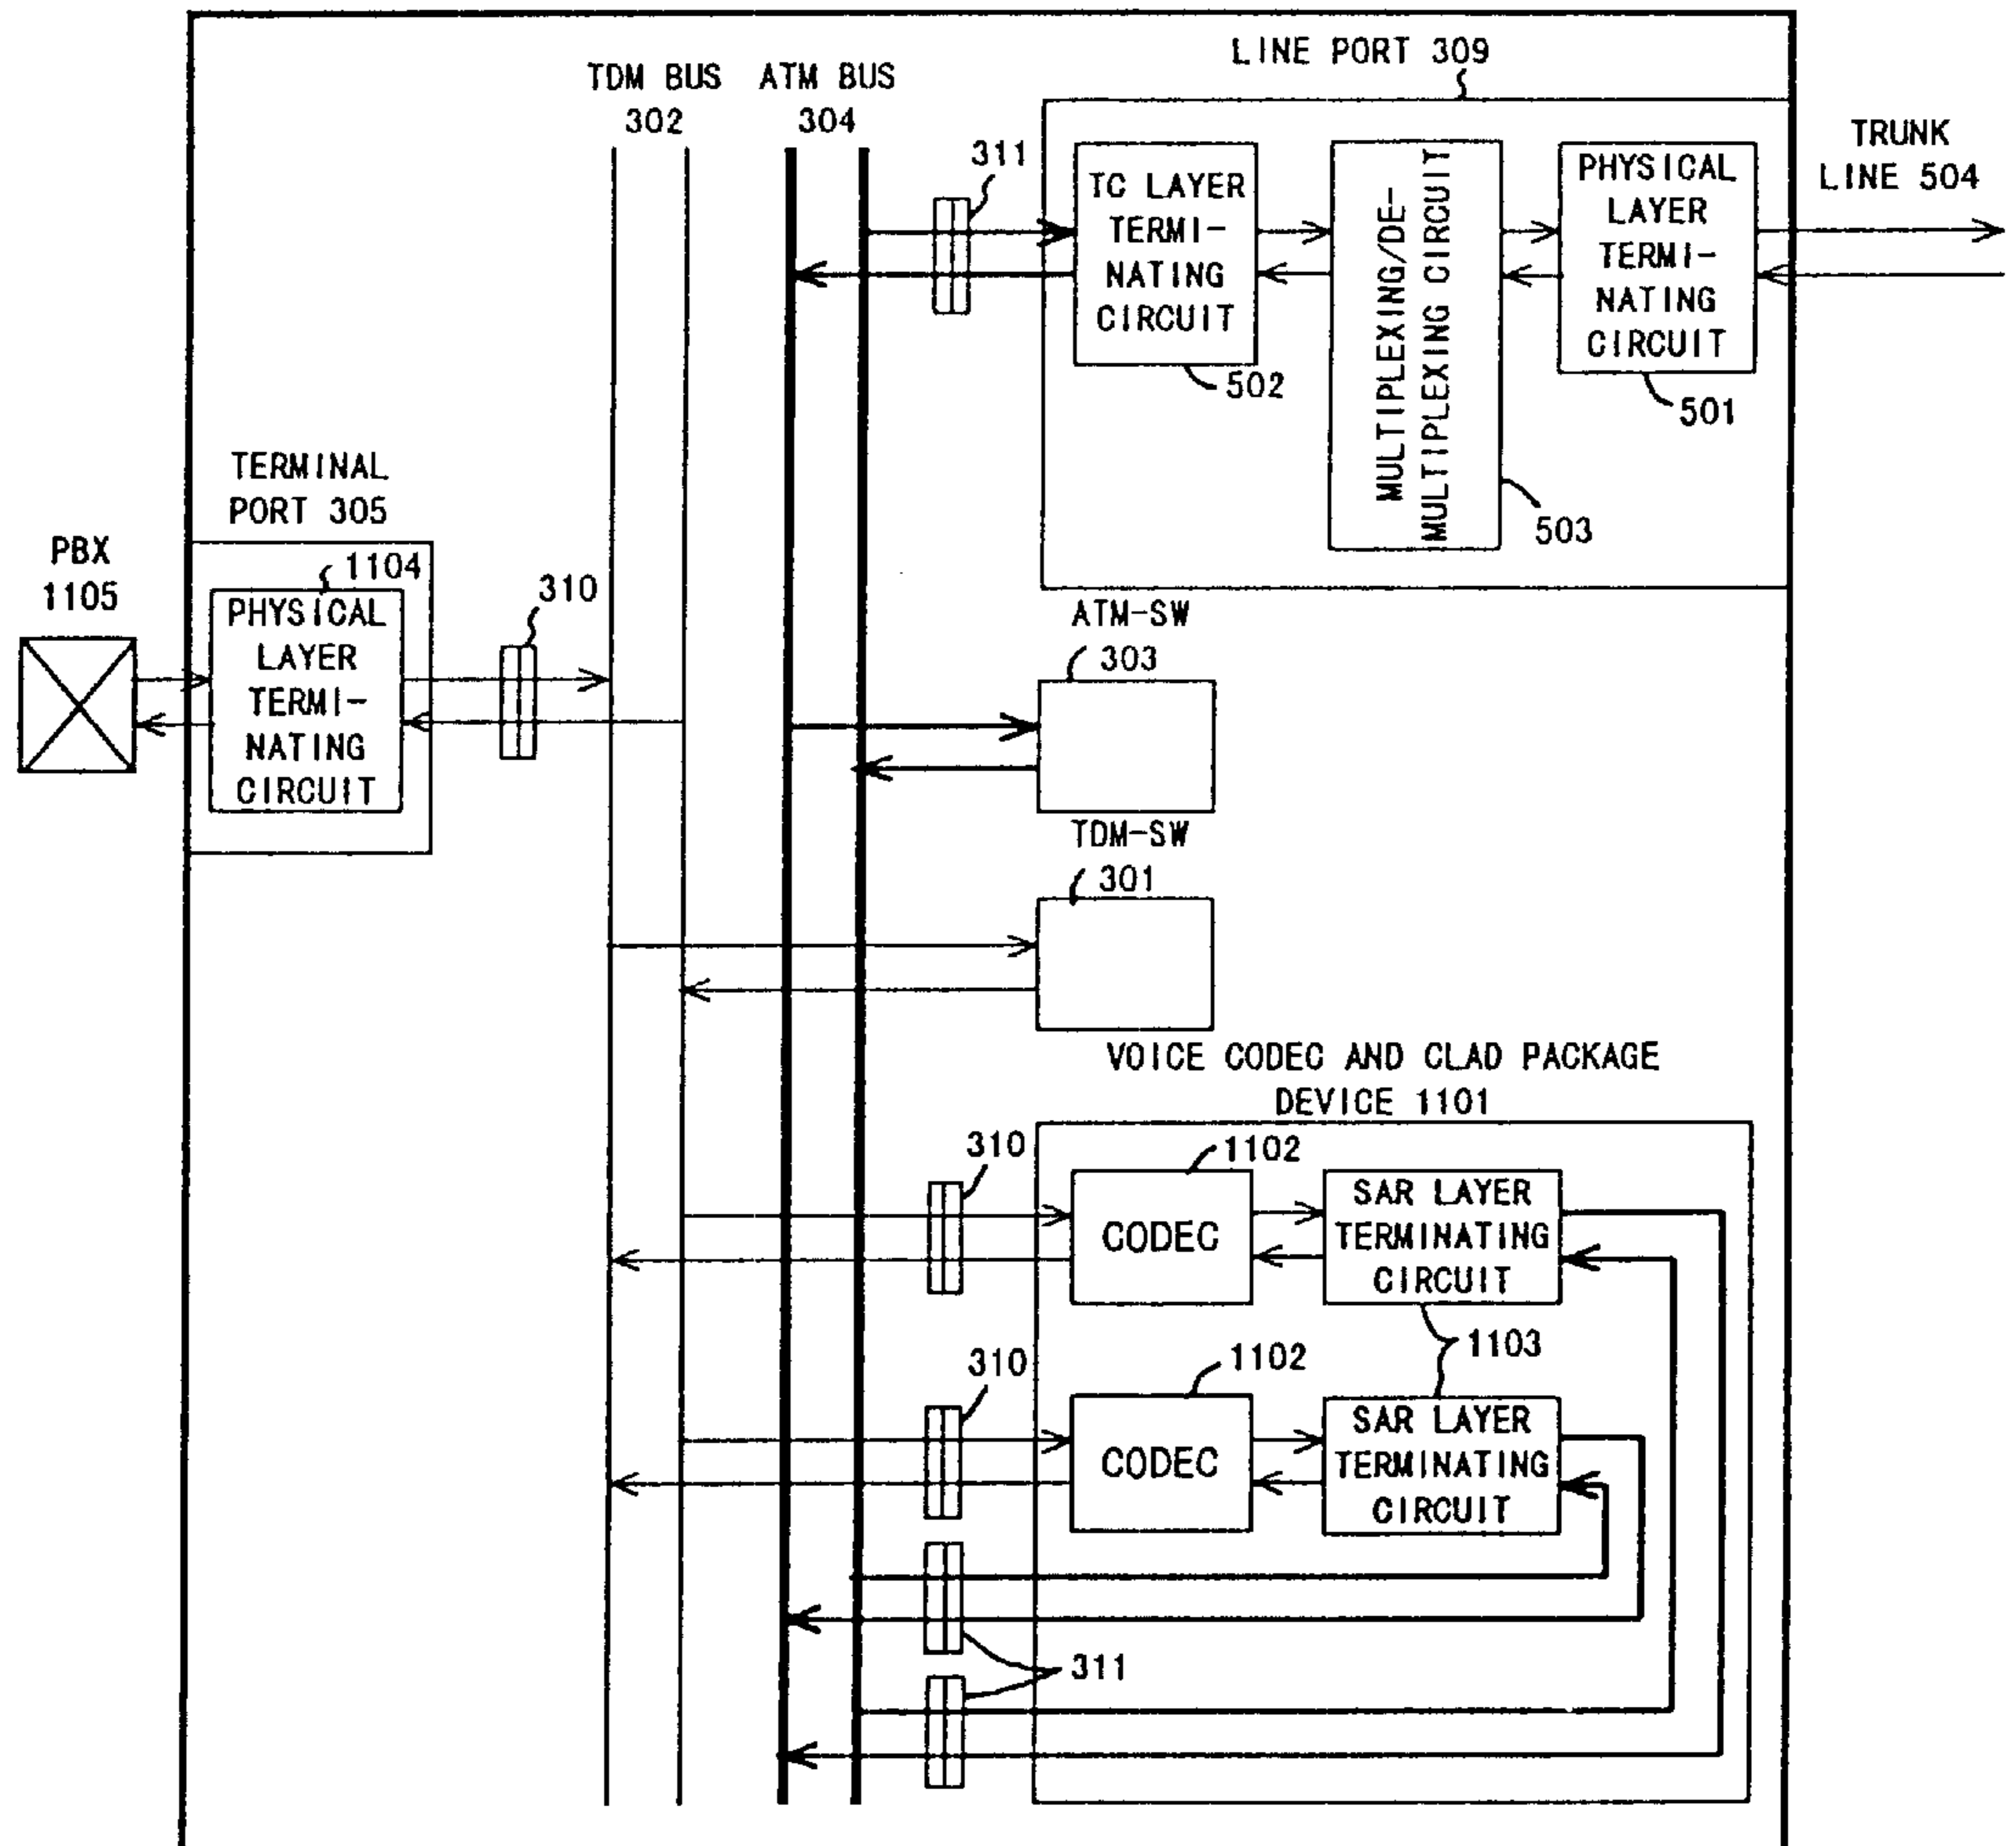 LINE PORT 309
TDM BUS
302
ATM BUS
304
311
TC LAYER
TERMI-
NATING
CIRCUIT
502
MULTIPLEXING/DE-
MULTIPLEXING CIRCUIT
503
PHYSICAL
LAYER
TERMI-
NATING
CIRCUIT
501
TRUNK
LINE 504
TERMINAL
PORT 305
PBX
1105
1104
PHYSICAL
LAYER
TERMI-
NATING
CIRCUIT
310
ATM-SW
303
TDM-SW
301
VOICE CODEC AND CLAD PACKAGE
DEVICE 1101
310
1102
CODEC
SAR LAYER
TERMINATING
CIRCUIT
1103
310
1102
CODEC
SAR LAYER
TERMINATING
CIRCUIT
311